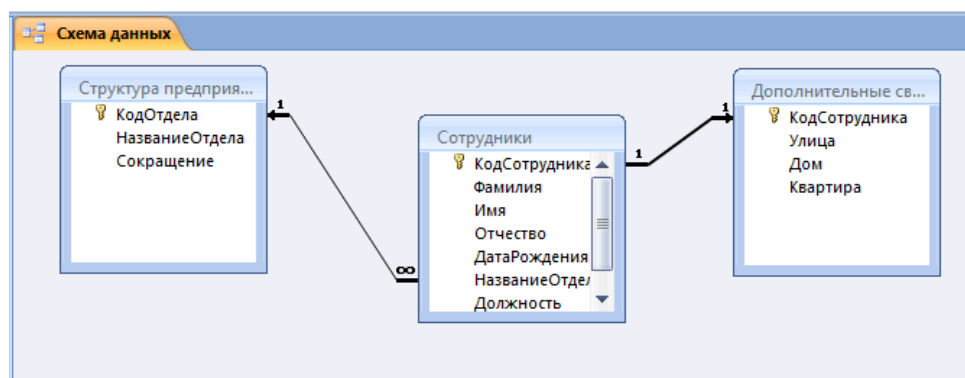 Схема данных
Структура предприя...
КодОтдела
НазваниеОтдела
Сокращение
1
∞
Сотрудники
КодСотрудника
Фамилия
Имя
Отчество
ДатаРождения
НазваниеОтдел
Должность
1
1
Дополнительные св...
КодСотрудника
Улица
Дом
Квартира